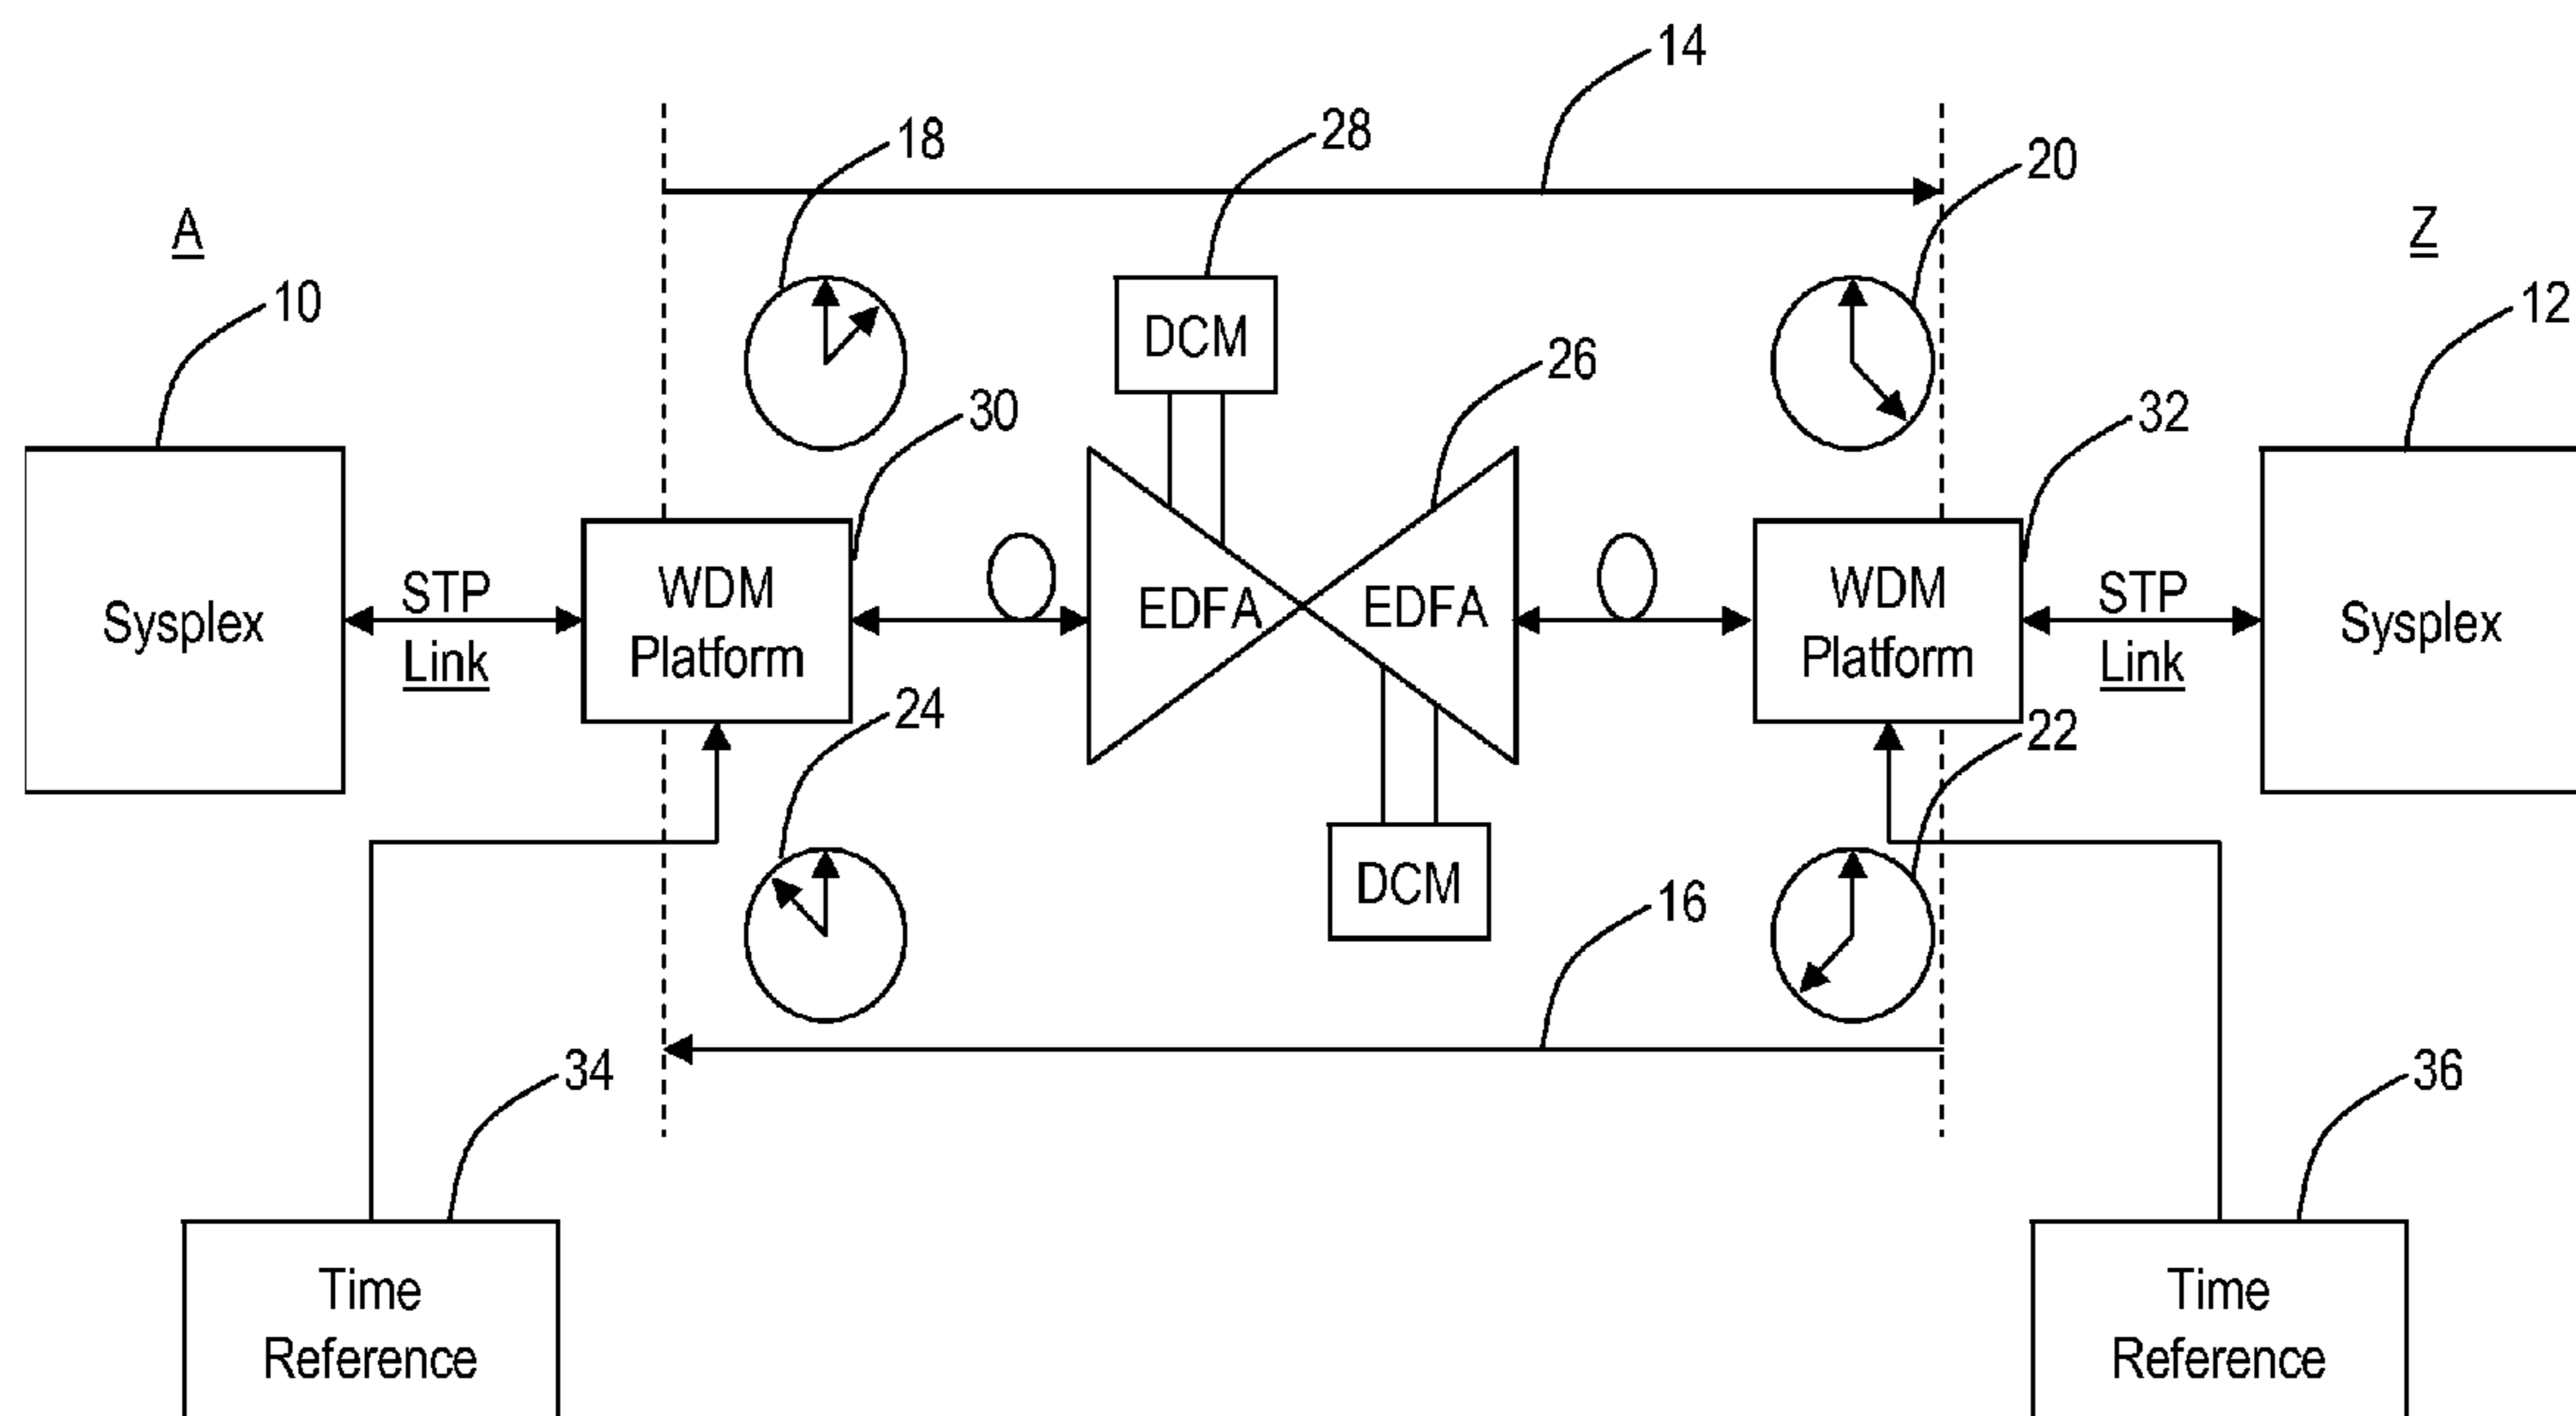 14
18
28
20
A
Z
10
12
DCM
26
30
32
WDM
Platform
EDFA
EDFA
WDM
Platform
STP
Link
STP
Link
Sysplex
Sysplex
24
22
DCM
16
34
36
Time
Reference
Time
Reference